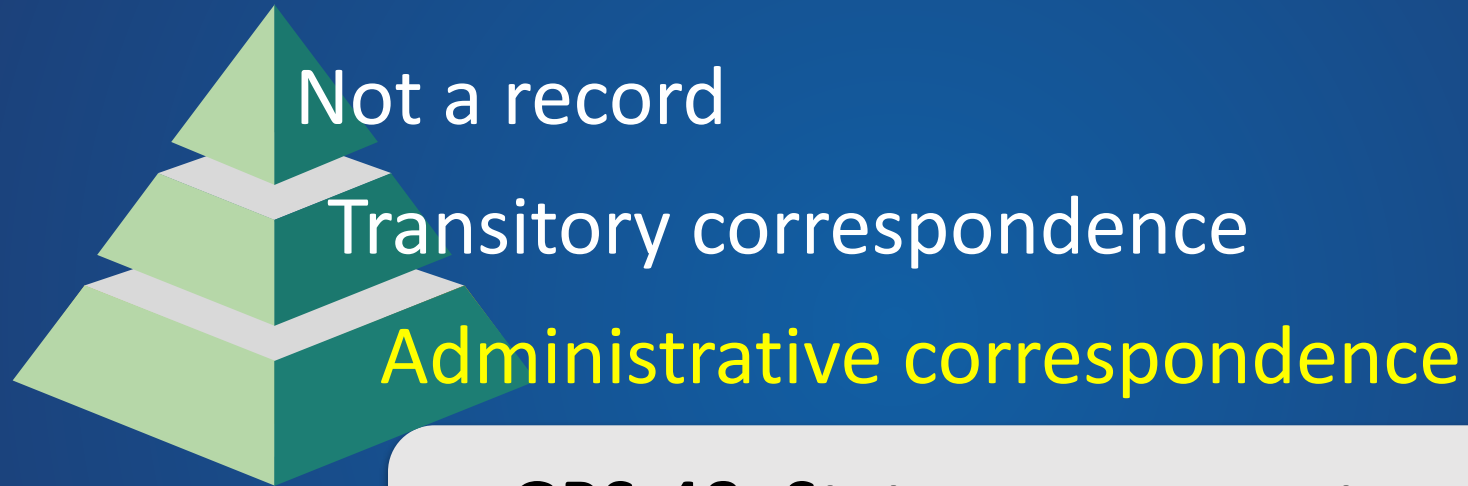 Not a record
Transitory correspondence
Administrative correspondence